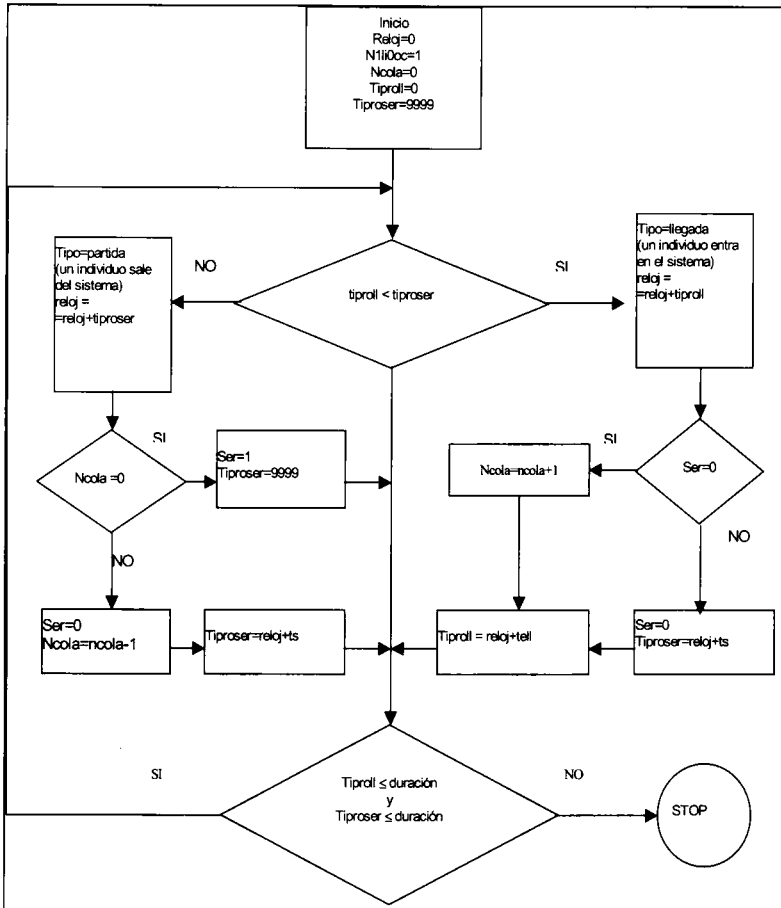 Inicio
Reloj=0
N1li0oc=1
Ncola=0
Tiproll=0
Tiproser=9999
Tipo=partida
(un individuo sale
del sistema)
reloj =
=reloj+tiproser
NO
tiproll < tiproser
SI
Tipo=llegada
(un individuo entra
en el sistema)
reloj =
=reloj+tiproll
Ncola =0
SI
Ser=1
Tiproser=9999
Ncola=ncola+1
SI
Ser=0
NO
NO
Ser=0
Ncola=ncola-1
Tiproser=reloj+ts
Tiproll = reloj+tell
Ser=0
Tiproser=reloj+ts
SI
Tiproll ≤ duración
y
Tiproser ≤ duración
NO
STOP